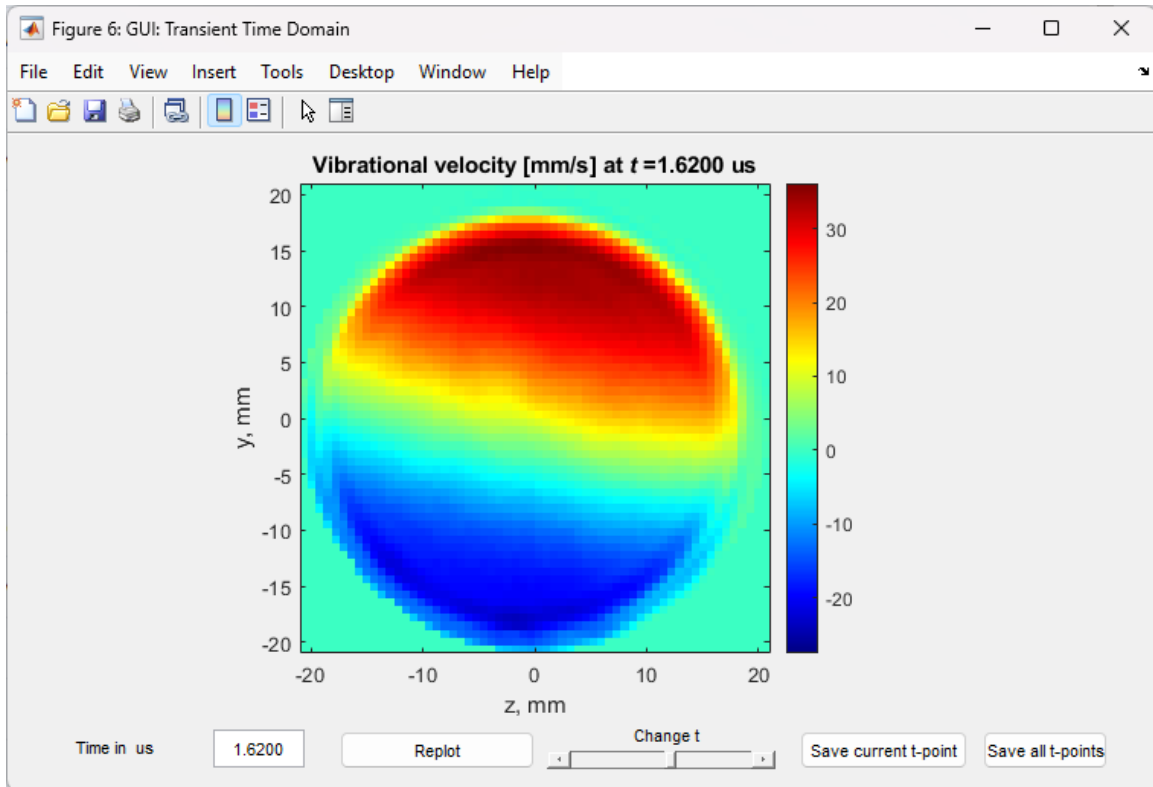 Figure 6: GUI: Transient Time Domain
File Edit View Insert Tools Desktop Window Help
Vibrational velocity [mm/s] at t =1.6200 us
20
15
10
5
0
-5
-10
-15
-20
y, mm
-20 -10 0 10 20
z, mm
30
20
10
0
-10
-20
Time in us 1.6200 Replot Change t Save current t-point Save all t-points